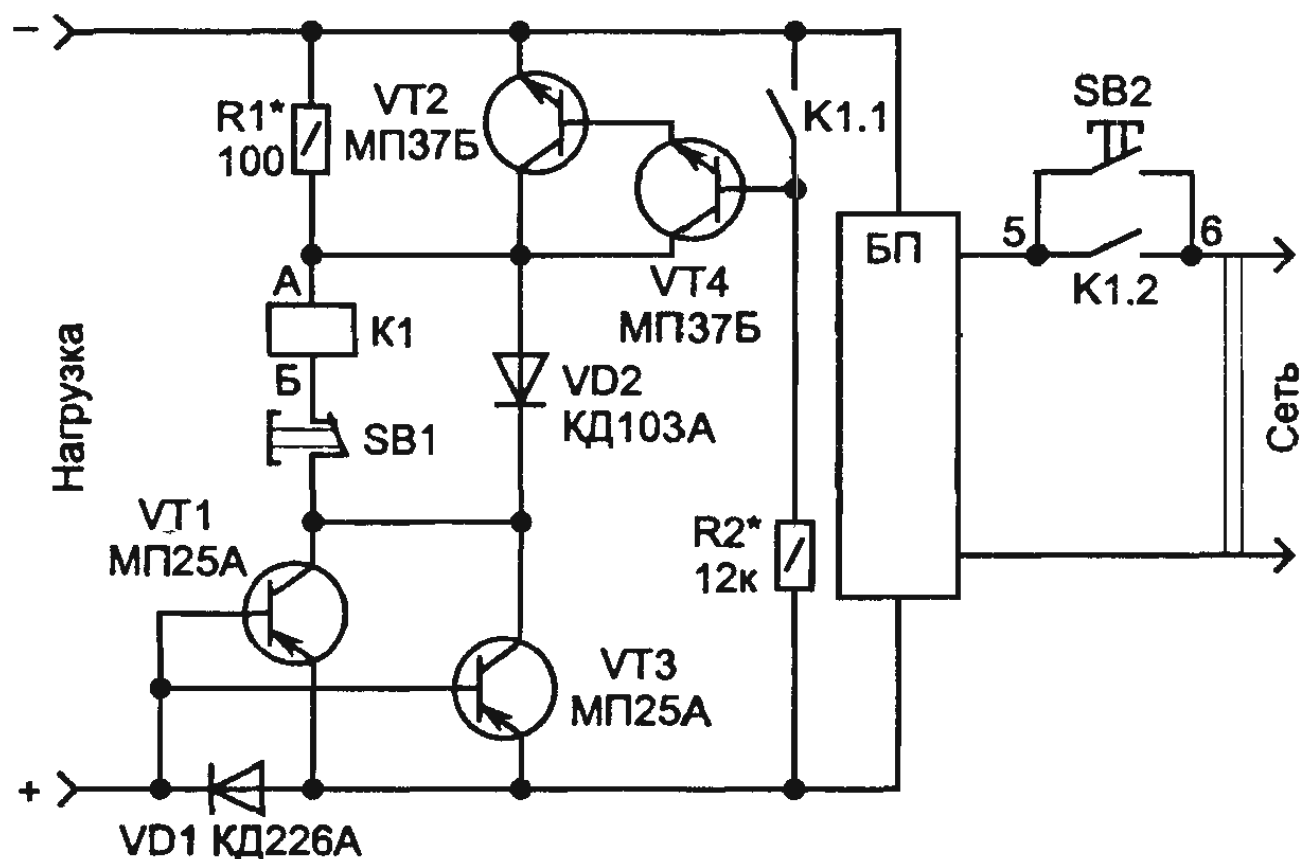 −
R1*
100
VT2
МП37Б
K1.1
SB2
А
K1
Б
SB1
VT4
МП37Б
БП
5
6
K1.2
VD2
КД103А
Нагрузка
Сеть
VT1
МП25А
R2*
12к
VT3
МП25А
+
VD1 КД226А